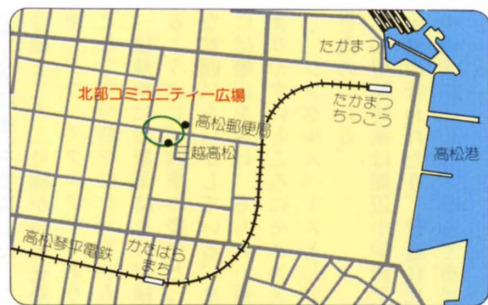 たかまつ
北部コミュニティー広場
たかまつ
ちっこう
高松郵便局
高松港
三越高松
高松琴平電鉄
かたはら
まち